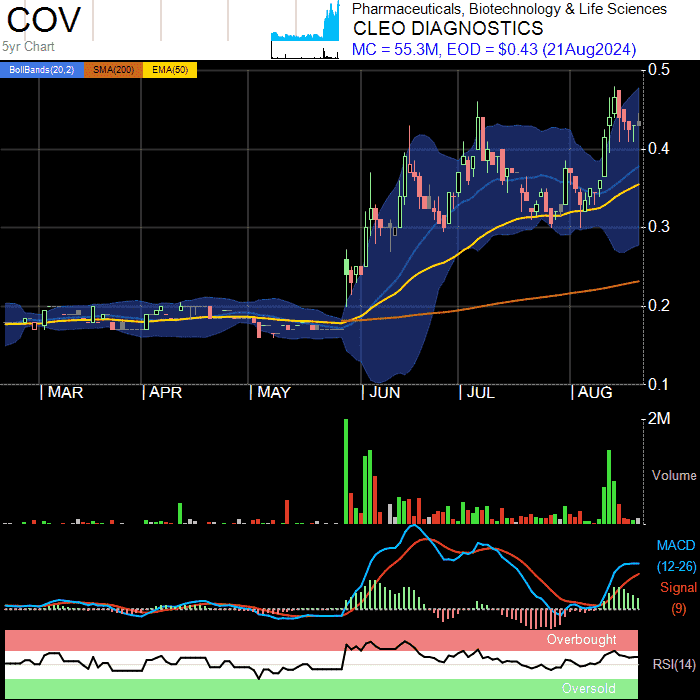 COV
Pharmaceuticals, Biotechnology & Life Sciences
CLEO DIAGNOSTICS
5yr Chart
MC = 55.3M, EOD = $0.43 (21Aug2024)
BollBands(20,2) SMA(200) EMA(50)
0.5
0.4
0.3
0.2
0.1
MAR APR MAY JUN JUL AUG
2M
Volume
MACD
(12-26)
Signal
(9)
Overbought
RSI(14)
Oversold